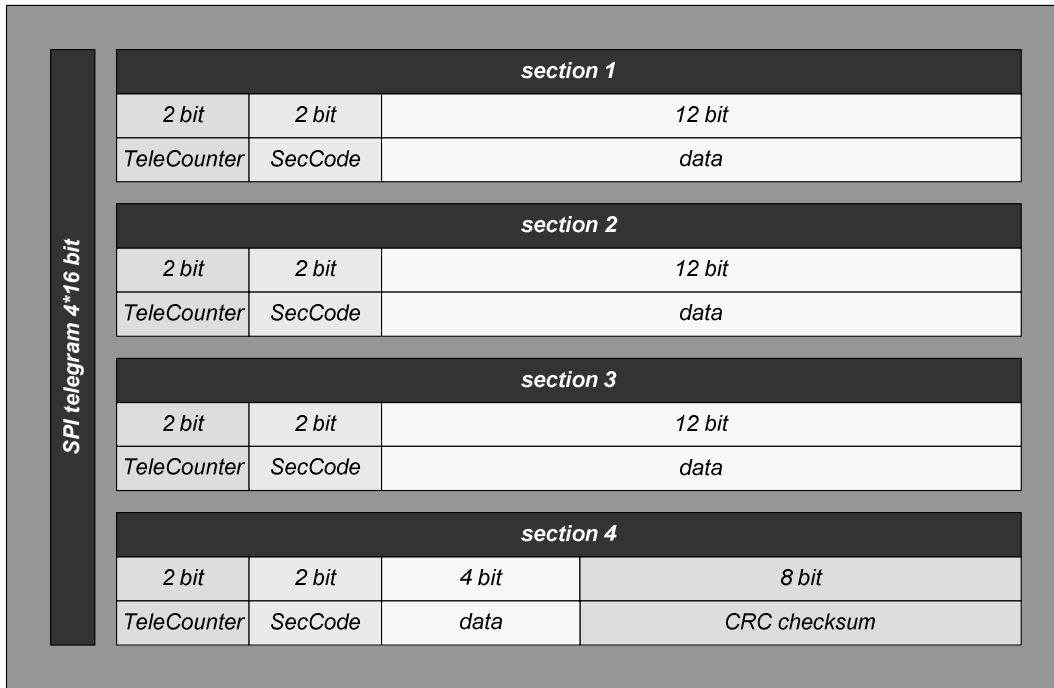 SPI telegram 4*16 bit
section 1
2 bit 2 bit 12 bit
TeleCounter SecCode data
section 2
2 bit 2 bit 12 bit
TeleCounter SecCode data
section 3
2 bit 2 bit 12 bit
TeleCounter SecCode data
section 4
2 bit 2 bit 4 bit 8 bit
TeleCounter SecCode data CRC checksum